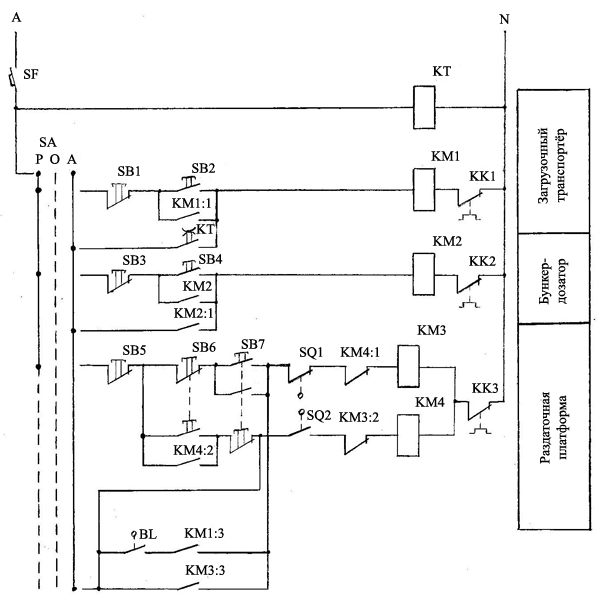 A
N
SF
KT
SA
P O A
SB1
SB2
KM1
KK1
KM1:1
KT
SB3
SB4
KM2
KK2
KM2
KM2:1
SB5
SB6
SB7
SQ1
KM4:1
KM3
KM4
KK3
SQ2
KM4:2
KM3:2
BL
KM1:3
KM3:3
Загрузочный
транспортёр
Бункер-
дозатор
Раздаточная
платформа